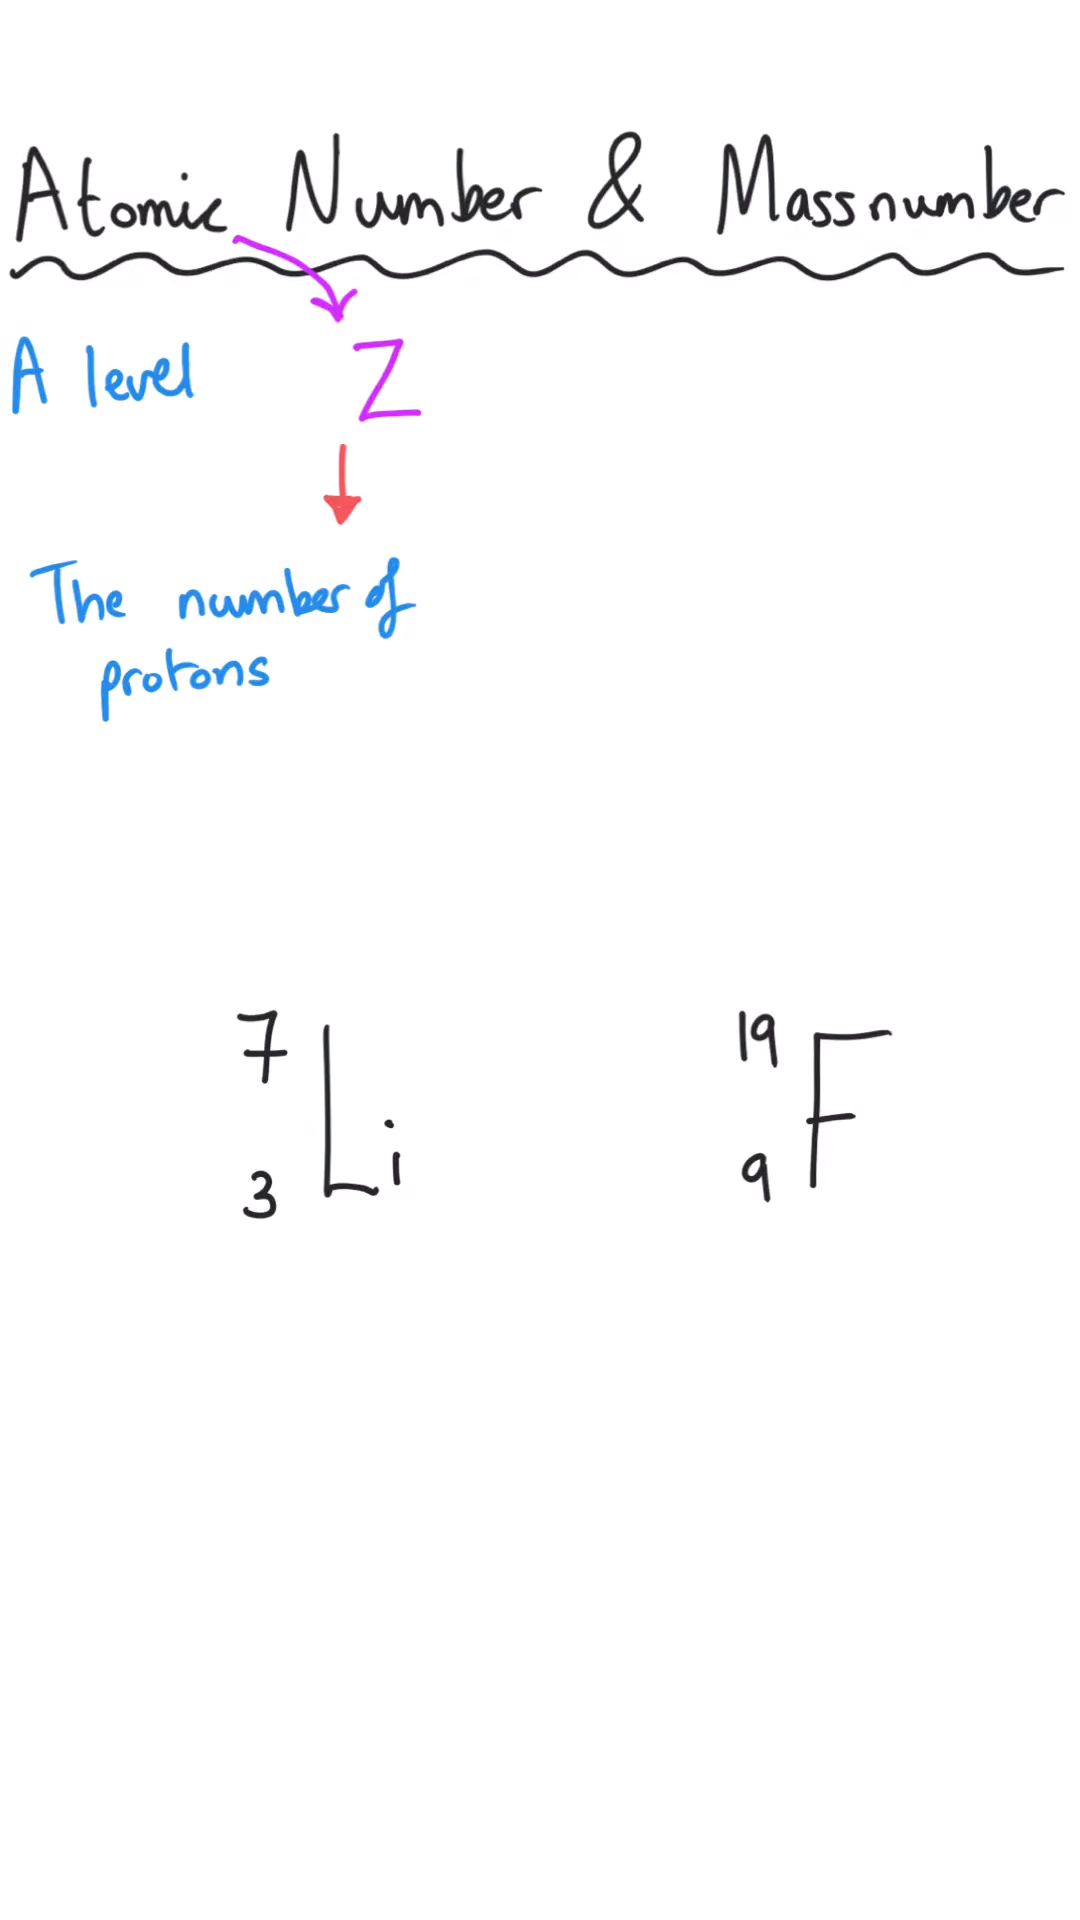 Atomic Number & Massnumber
A level Z
The number of
protons
7 19
Li F
3 9